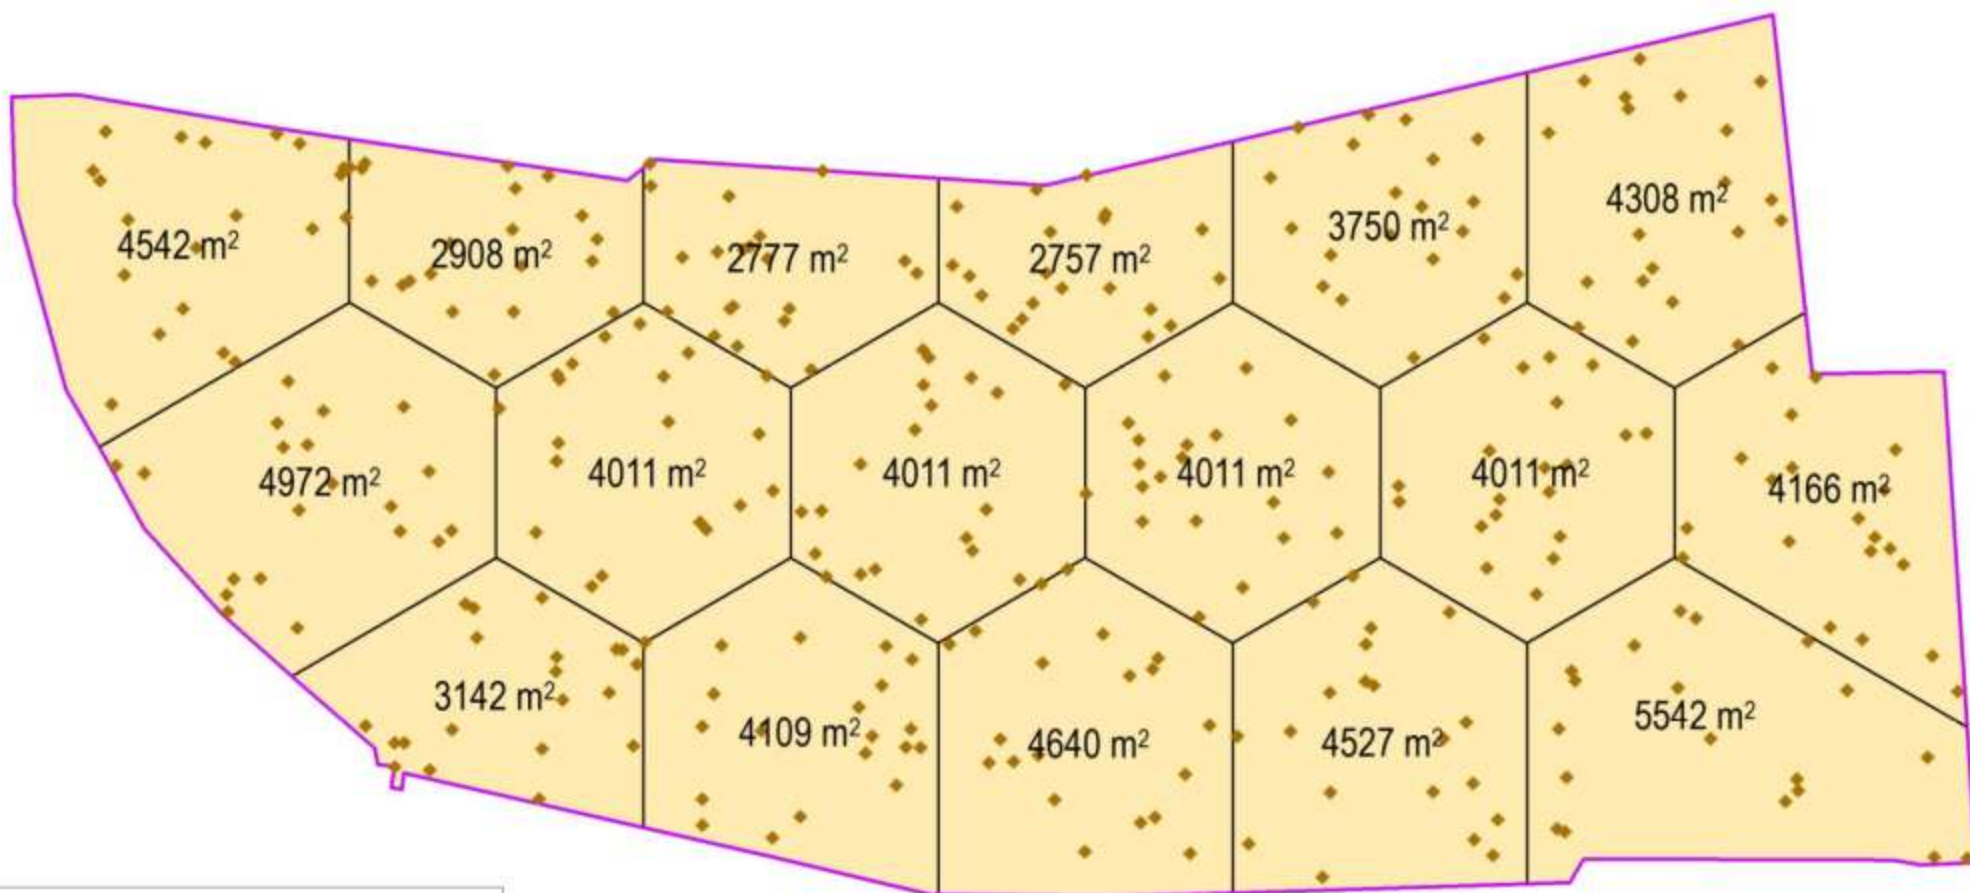 4542 m²
2908 m²
2777 m²
2757 m²
3750 m²
4308 m²
4972 m²
4011 m²
4011 m²
4011 m²
4011 m²
4166 m²
3142 m²
4109 m²
4640 m²
4527 m²
5542 m²